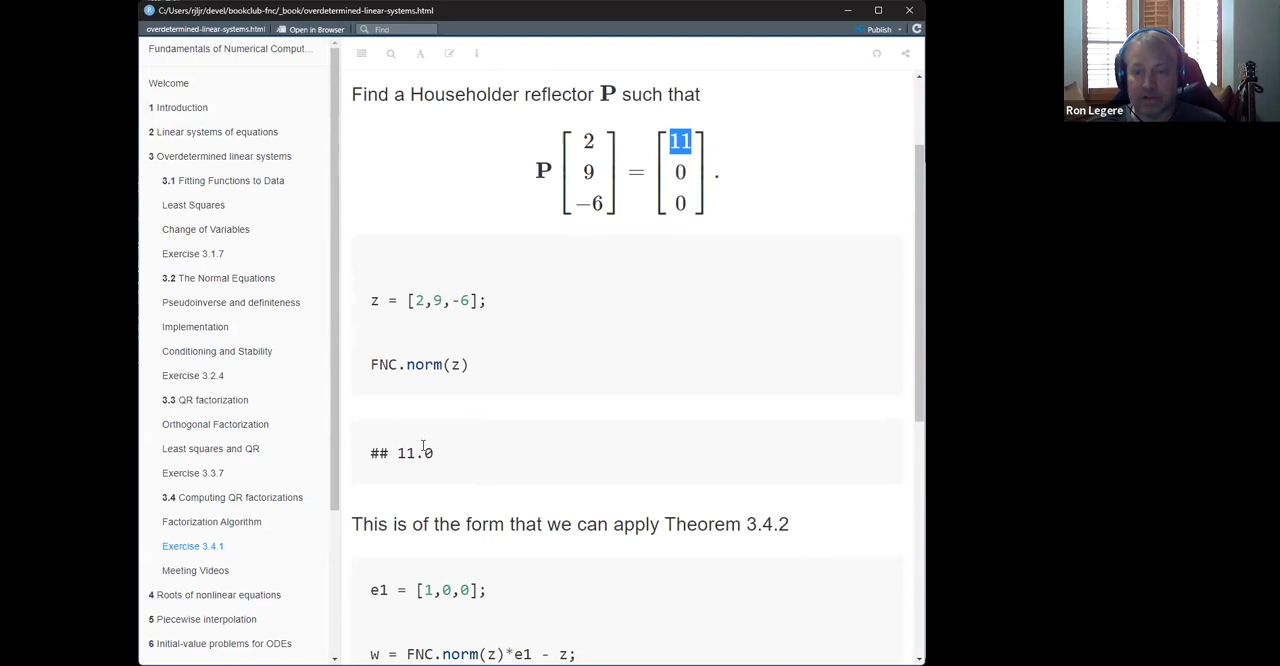 C:/Users/rjljr/devel/bookclub-fnc/_book/overdetermined-linear-systems.html
overdetermined-linear-systems.html
Open in Browser
Find
Publish
Fundamentals of Numerical Comput...
Welcome
1 Introduction
2 Linear systems of equations
3 Overdetermined linear systems
3.1 Fitting Functions to Data
Least Squares
Change of Variables
Exercise 3.1.7
3.2 The Normal Equations
Pseudoinverse and definiteness
Implementation
Conditioning and Stability
Exercise 3.2.4
3.3 QR factorization
Orthogonal Factorization
Least squares and QR
Exercise 3.3.7
3.4 Computing QR factorizations
Factorization Algorithm
Exercise 3.4.1
Meeting Videos
4 Roots of nonlinear equations
5 Piecewise interpolation
6 Initial-value problems for ODEs
Find a Householder reflector P such that
P [2 9 −6] = [11 0 0] .
z = [2,9,-6];
FNC.norm(z)
## 11.0
This is of the form that we can apply Theorem 3.4.2
e1 = [1,0,0];
w = FNC.norm(z)*e1 - z;
Ron Legere